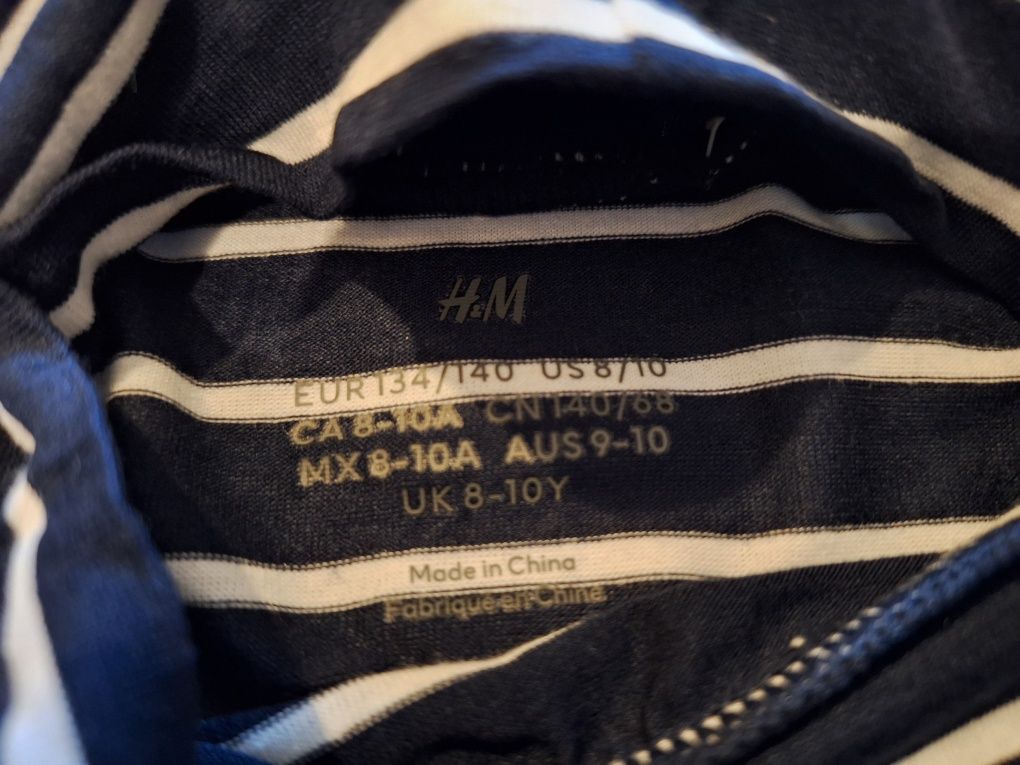 H&M
EUR 134/140 US 8/10
CA 8-10A CN 140/68
MX 8-10A AUS 9-10
UK 8-10Y
Made in China
Fabriqué en Chine